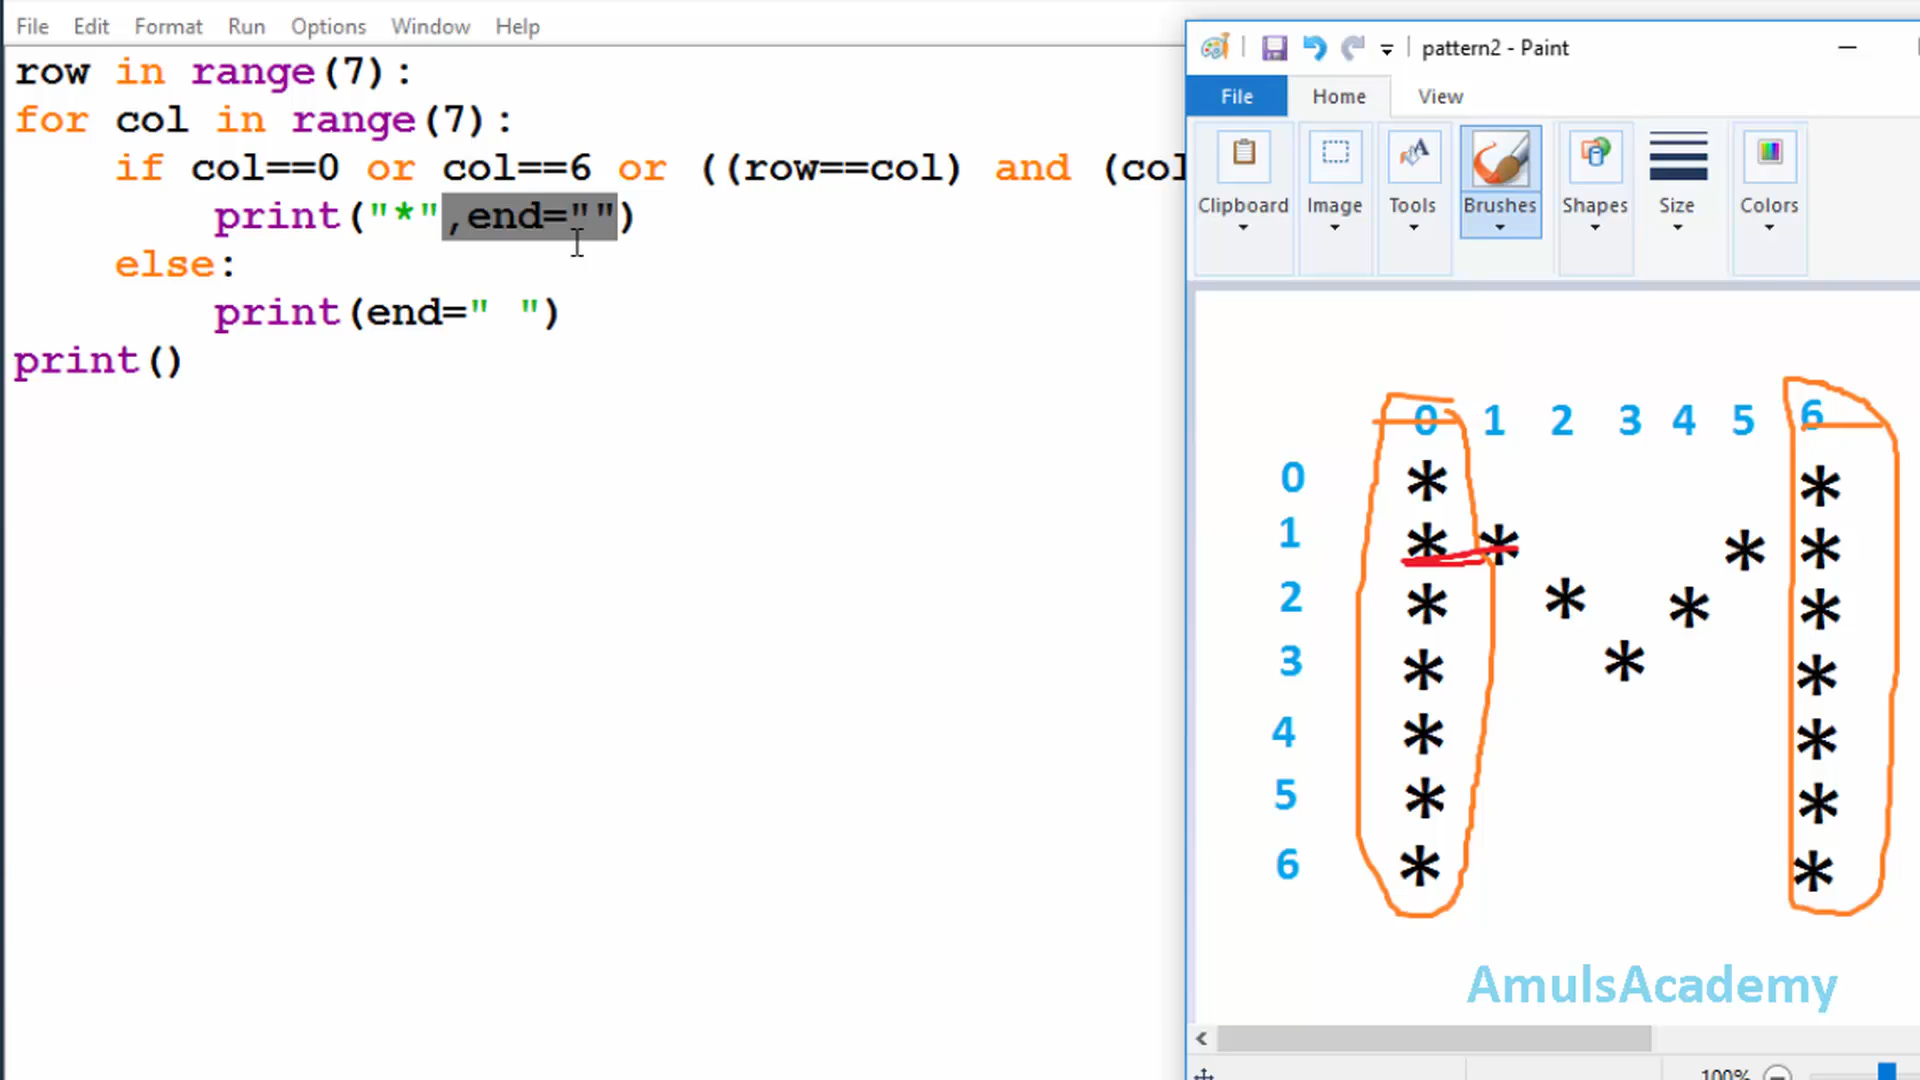 File Edit Format Run Options Window Help
row in range(7):
for col in range(7):
if col==0 or col==6 or ((row==col) and (col
print("*",end="")
else:
print(end=" ")
print()
pattern2 - Paint
File Home View
Clipboard Image Tools Brushes Shapes Size Colors
0 1 2 3 4 5 6
0 * *
1 * * * *
2 * * * *
3 * * *
4 * *
5 * *
6 * *
AmulsAcademy
100%